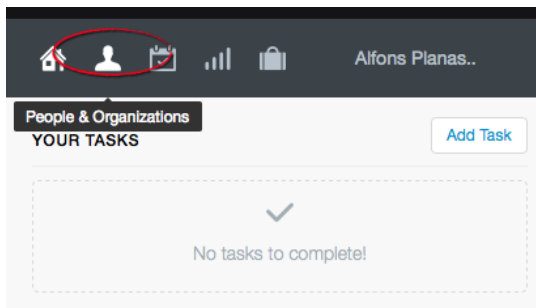 Alfons Planas..
People & Organizations
YOUR TASKS
Add Task
No tasks to complete!